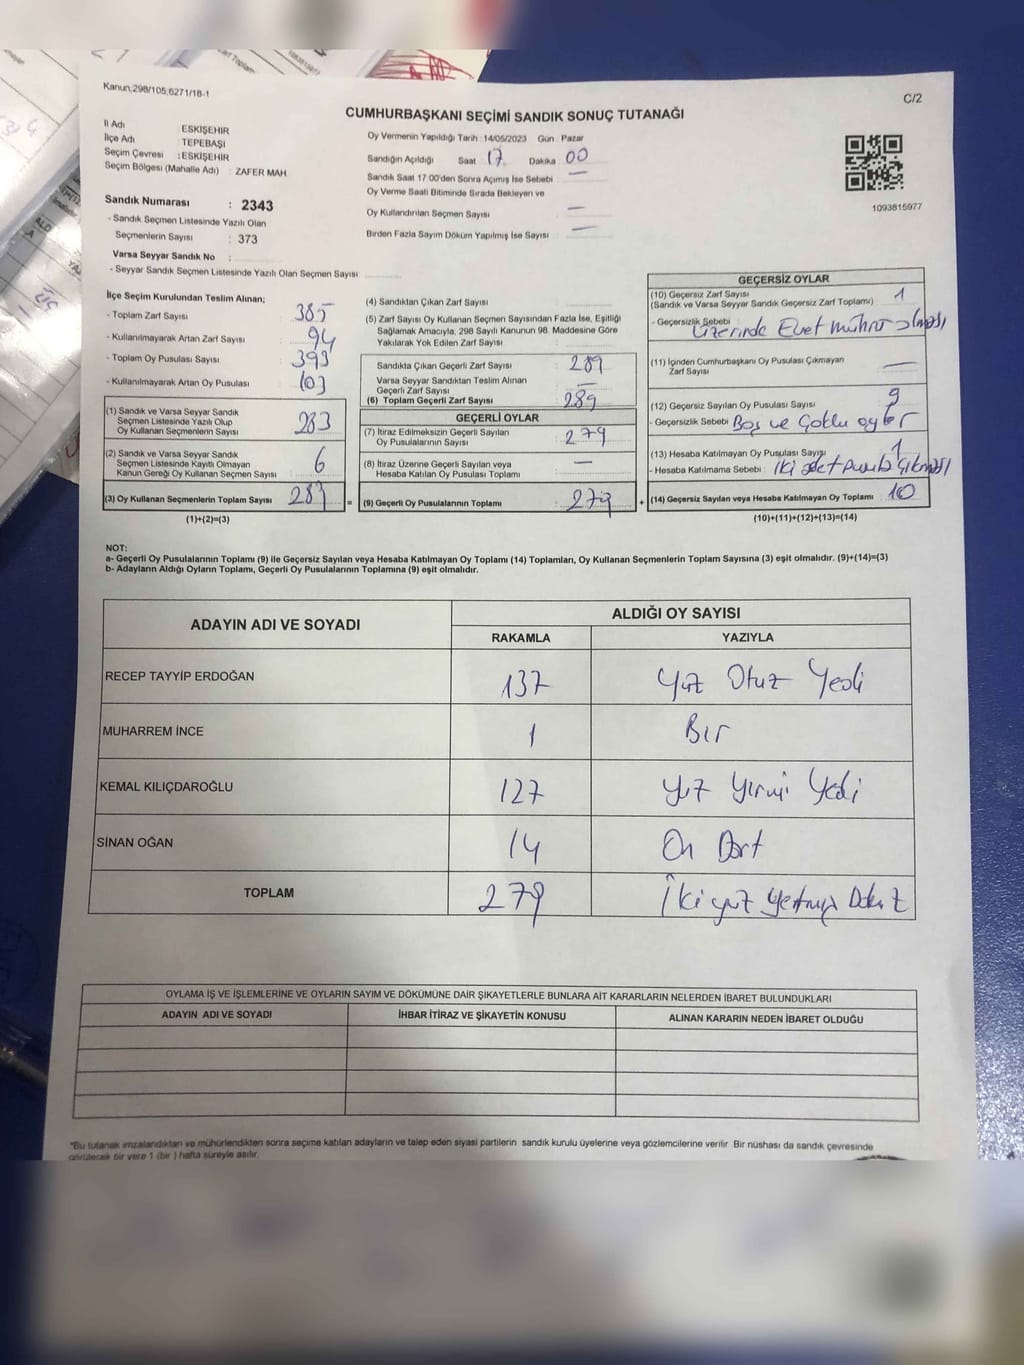 Kanun,298/105,6271/18-1
C/2
CUMHURBAŞKANI SEÇİMİ SANDIK SONUÇ TUTANAĞI
İl Adı : ESKİŞEHİR
İlçe Adı : TEPEBAŞI
Seçim Çevresi : ESKİŞEHİR
Seçim Bölgesi (Mahalle Adı) : ZAFER MAH.
Sandık Numarası : 2343
- Sandık Seçmen Listesinde Yazılı Olan
Seçmenlerin Sayısı : 373
Varsa Seyyar Sandık No :
- Seyyar Sandık Seçmen Listesinde Yazılı Olan Seçmen Sayısı
Oy Vermenin Yapıldığı Tarih 14/05/2023 Gün Pazar
Sandığın Açıldığı Saat 17 Dakika 00
Sandık Saat 17.00'den Sonra Açılmış İse Sebebi —
Oy Verme Saati Bitiminde Sırada Bekleyen ve
Oy Kullandırılan Seçmen Sayısı —
Birden Fazla Sayım Döküm Yapılmış İse Sayısı —
1093815977
İlçe Seçim Kurulundan Teslim Alınan;
- Toplam Zarf Sayısı : 385
- Kullanılmayarak Artan Zarf Sayısı : 94
- Toplam Oy Pusulası Sayısı : 393
- Kullanılmayarak Artan Oy Pusulası : 103
(1) Sandık ve Varsa Seyyar Sandık
Seçmen Listesinde Yazılı Olup
Oy Kullanan Seçmenlerin Sayısı : 283
(2) Sandık ve Varsa Seyyar Sandık
Seçmen Listesinde Kayıtlı Olmayan
Kanun Gereği Oy Kullanan Seçmen Sayısı : 6
(3) Oy Kullanan Seçmenlerin Toplam Sayısı : 289 =
(1)+(2)=(3)
(4) Sandıktan Çıkan Zarf Sayısı
(5) Zarf Sayısı Oy Kullanan Seçmen Sayısından Fazla İse, Eşitliği
Sağlamak Amacıyla, 298 Sayılı Kanunun 98. Maddesine Göre
Yakılarak Yok Edilen Zarf Sayısı
Sandıkta Çıkan Geçerli Zarf Sayısı : 289
Varsa Seyyar Sandıktan Teslim Alınan
Geçerli Zarf Sayısı : —
(6) Toplam Geçerli Zarf Sayısı : 289
GEÇERLİ OYLAR
(7) İtiraz Edilmeksizin Geçerli Sayılan
Oy Pusulalarının Sayısı : 279
(8) İtiraz Üzerine Geçerli Sayılan veya
Hesaba Katılan Oy Pusulası Toplamı : —
(9) Geçerli Oy Pusulalarının Toplamı : 279 +
GEÇERSİZ OYLAR
(10) Geçersiz Zarf Sayısı
(Sandık ve Varsa Seyyar Sandık Geçersiz Zarf Toplamı) : 1
- Geçersizlik Sebebi : Üzerinde Evet mührü olması
(11) İçinden Cumhurbaşkanı Oy Pusulası Çıkmayan
Zarf Sayısı —
(12) Geçersiz Sayılan Oy Pusulası Sayısı : 9
- Geçersizlik Sebebi Boş ve Çoklu oylar
(13) Hesaba Katılmayan Oy Pusulası Sayısı : 1
- Hesaba Katılmama Sebebi : iki adet pusula çıkması
(14) Geçersiz Sayılan veya Hesaba Katılmayan Oy Toplamı : 10
(10)+(11)+(12)+(13)=(14)
NOT:
a- Geçerli Oy Pusulalarının Toplamı (9) ile Geçersiz Sayılan veya Hesaba Katılmayan Oy Toplamı (14) Toplamları, Oy Kullanan Seçmenlerin Toplam Sayısına (3) eşit olmalıdır. (9)+(14)=(3)
b- Adayların Aldığı Oyların Toplamı, Geçerli Oy Pusulalarının Toplamına (9) eşit olmalıdır.
ADAYIN ADI VE SOYADI
ALDIĞI OY SAYISI
RAKAMLA YAZIYLA
RECEP TAYYİP ERDOĞAN 137 Yüz Otuz Yedi
MUHARREM İNCE 1 Bir
KEMAL KILIÇDAROĞLU 127 Yüz Yirmi Yedi
SİNAN OĞAN 14 On Dört
TOPLAM 279 İki yüz yetmiş Dokuz
OYLAMA İŞ VE İŞLEMLERİNE VE OYLARIN SAYIM VE DÖKÜMÜNE DAİR ŞİKAYETLERLE BUNLARA AİT KARARLARIN NELERDEN İBARET BULUNDUKLARI
ADAYIN ADI VE SOYADI İHBAR İTİRAZ VE ŞİKAYETİN KONUSU ALINAN KARARIN NEDEN İBARET OLDUĞU
*Bu tutanak imzalandıktan ve mühürlendikten sonra seçime katılan adayların ve talep eden siyasi partilerin sandık kurulu üyelerine veya gözlemcilerine verilir. Bir nüshası da sandık çevresinde
görülecek bir yere 1 (bir) hafta süreyle asılır.